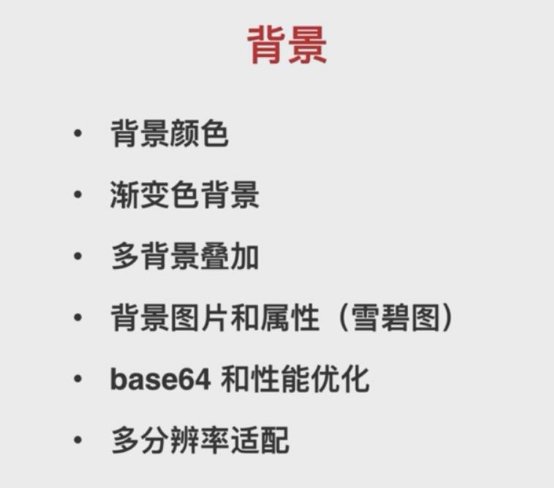 背景
• 背景颜色
• 渐变色背景
• 多背景叠加
• 背景图片和属性（雪碧图）
• base64 和性能优化
• 多分辨率适配